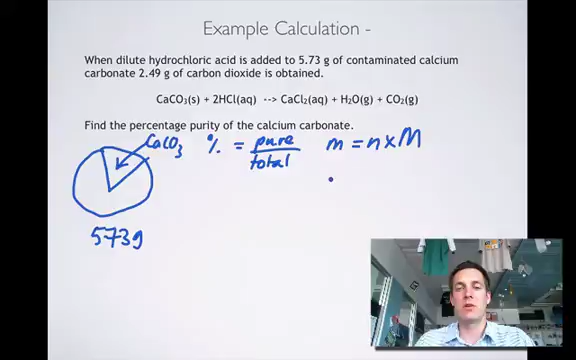 Example Calculation -
When dilute hydrochloric acid is added to 5.73 g of contaminated calcium
carbonate 2.49 g of carbon dioxide is obtained.
CaCO₃(s) + 2HCl(aq) --> CaCl₂(aq) + H₂O(g) + CO₂(g)
Find the percentage purity of the calcium carbonate.
CaCO₃ % = pure/total m = n x M
573g